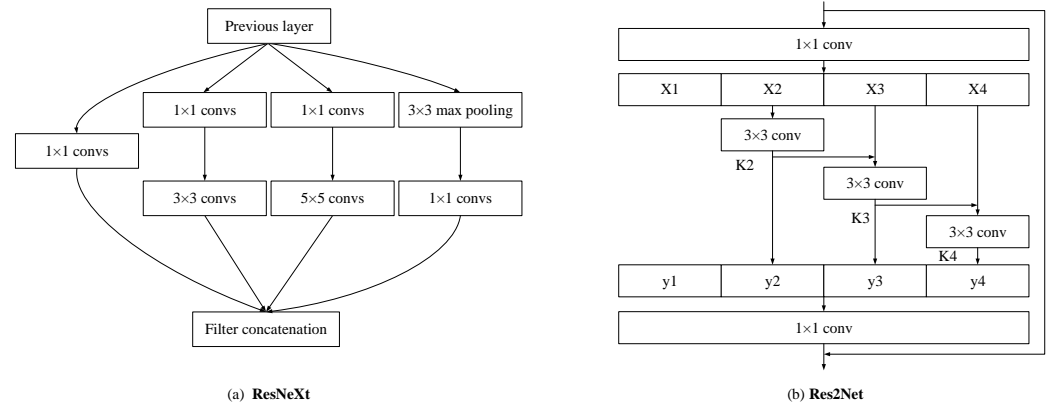 Previous layer
1×1 convs
1×1 convs
3×3 max pooling
1×1 convs
3×3 convs
5×5 convs
1×1 convs
Filter concatenation
(a) ResNeXt
1×1 conv
X1 X2 X3 X4
3×3 conv
K2
3×3 conv
K3
3×3 conv
K4
y1 y2 y3 y4
1×1 conv
(b) Res2Net